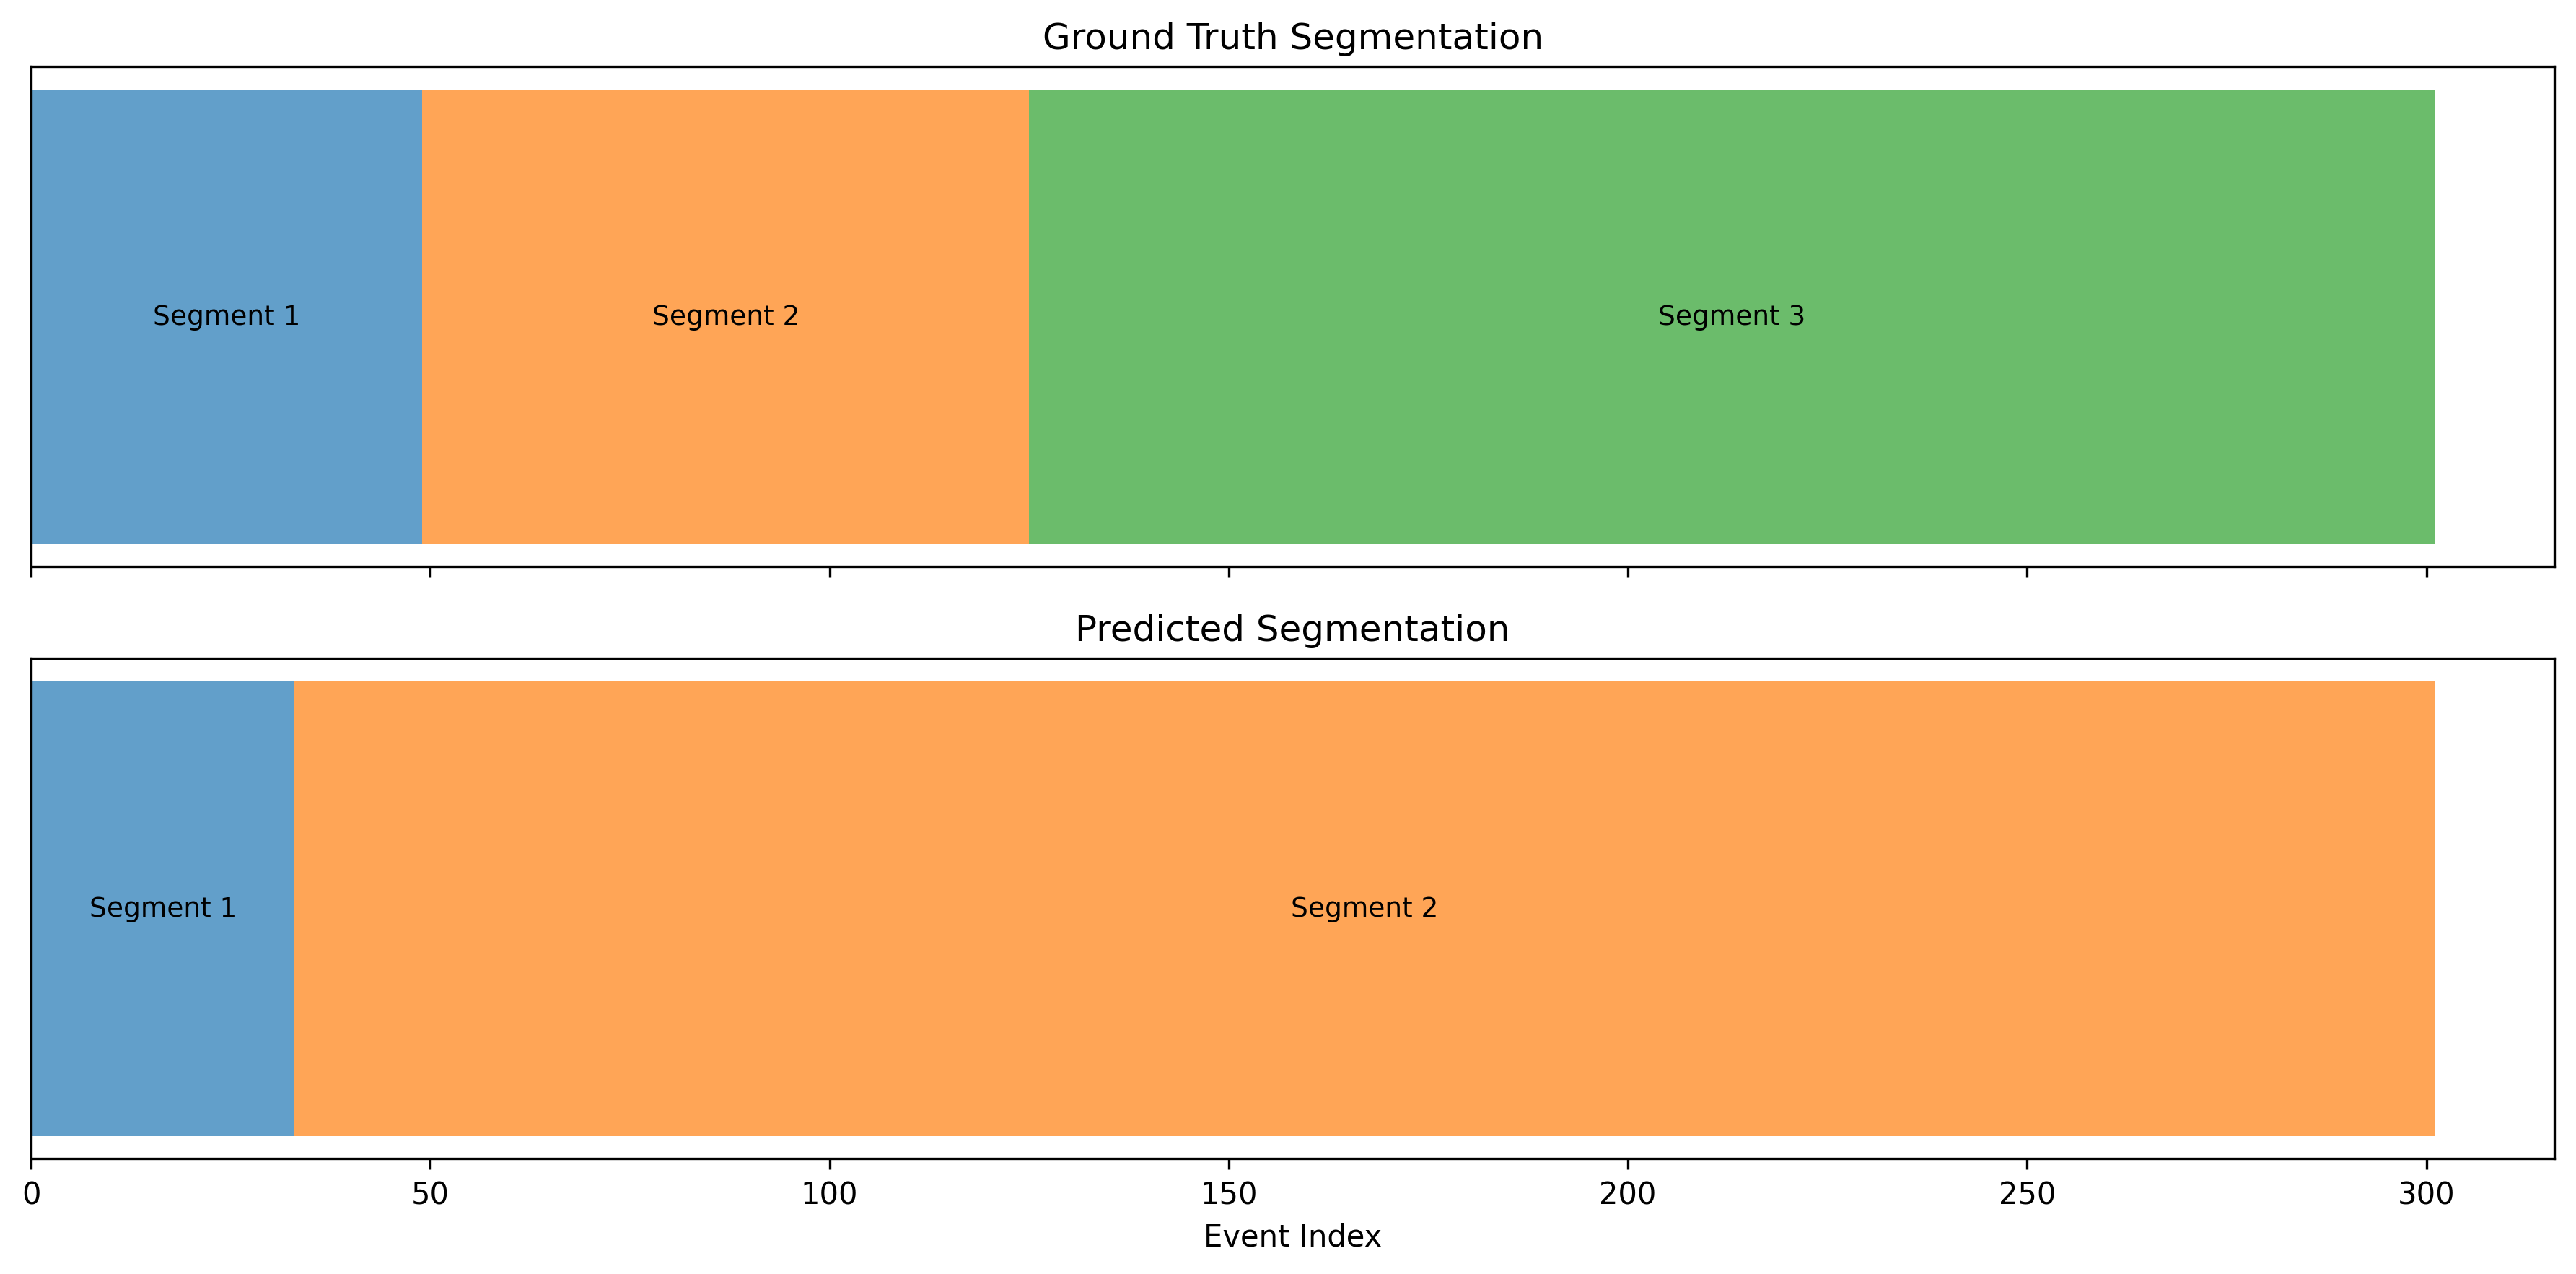 Ground Truth Segmentation
Segment 1 Segment 2 Segment 3
Predicted Segmentation
Segment 1 Segment 2
0 50 100 150 200 250 300
Event Index